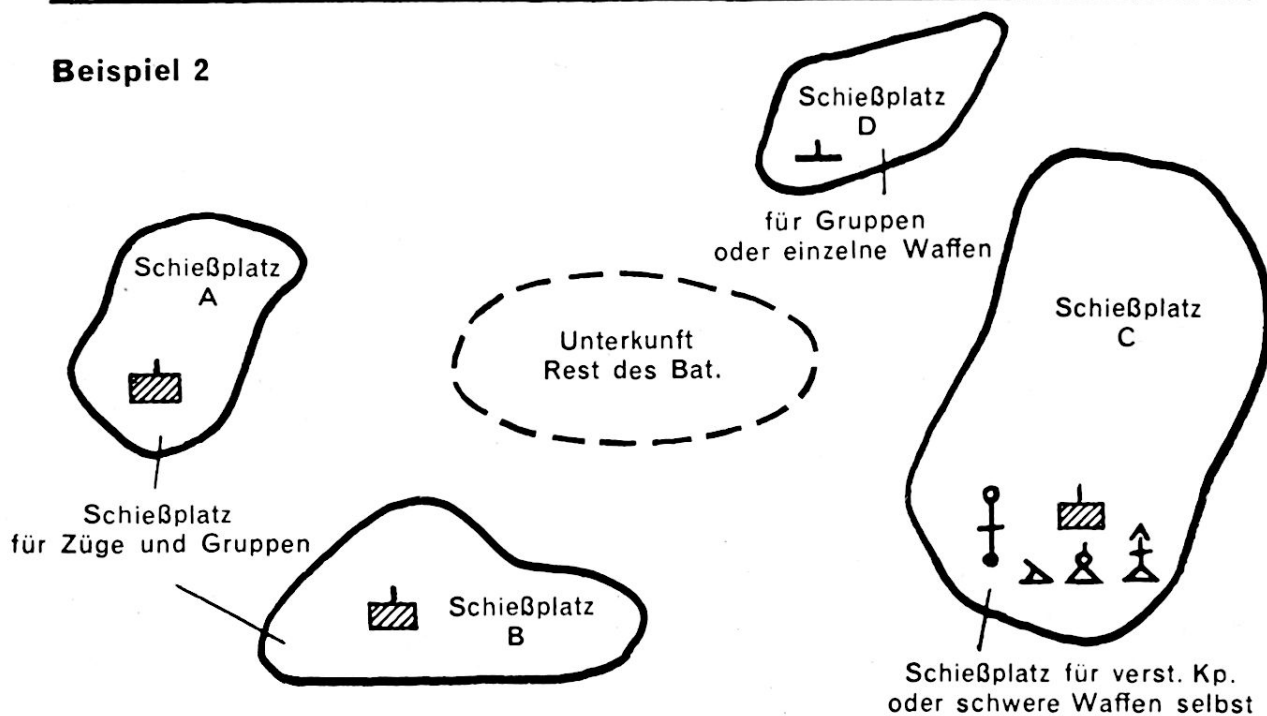 Beispiel 2
Schießplatz
D
für Gruppen
oder einzelne Waffen
Schießplatz
A
Unterkunft
Rest des Bat.
Schießplatz
C
Schießplatz
für Züge und Gruppen
Schießplatz
B
Schießplatz für verst. Kp.
oder schwere Waffen selbst